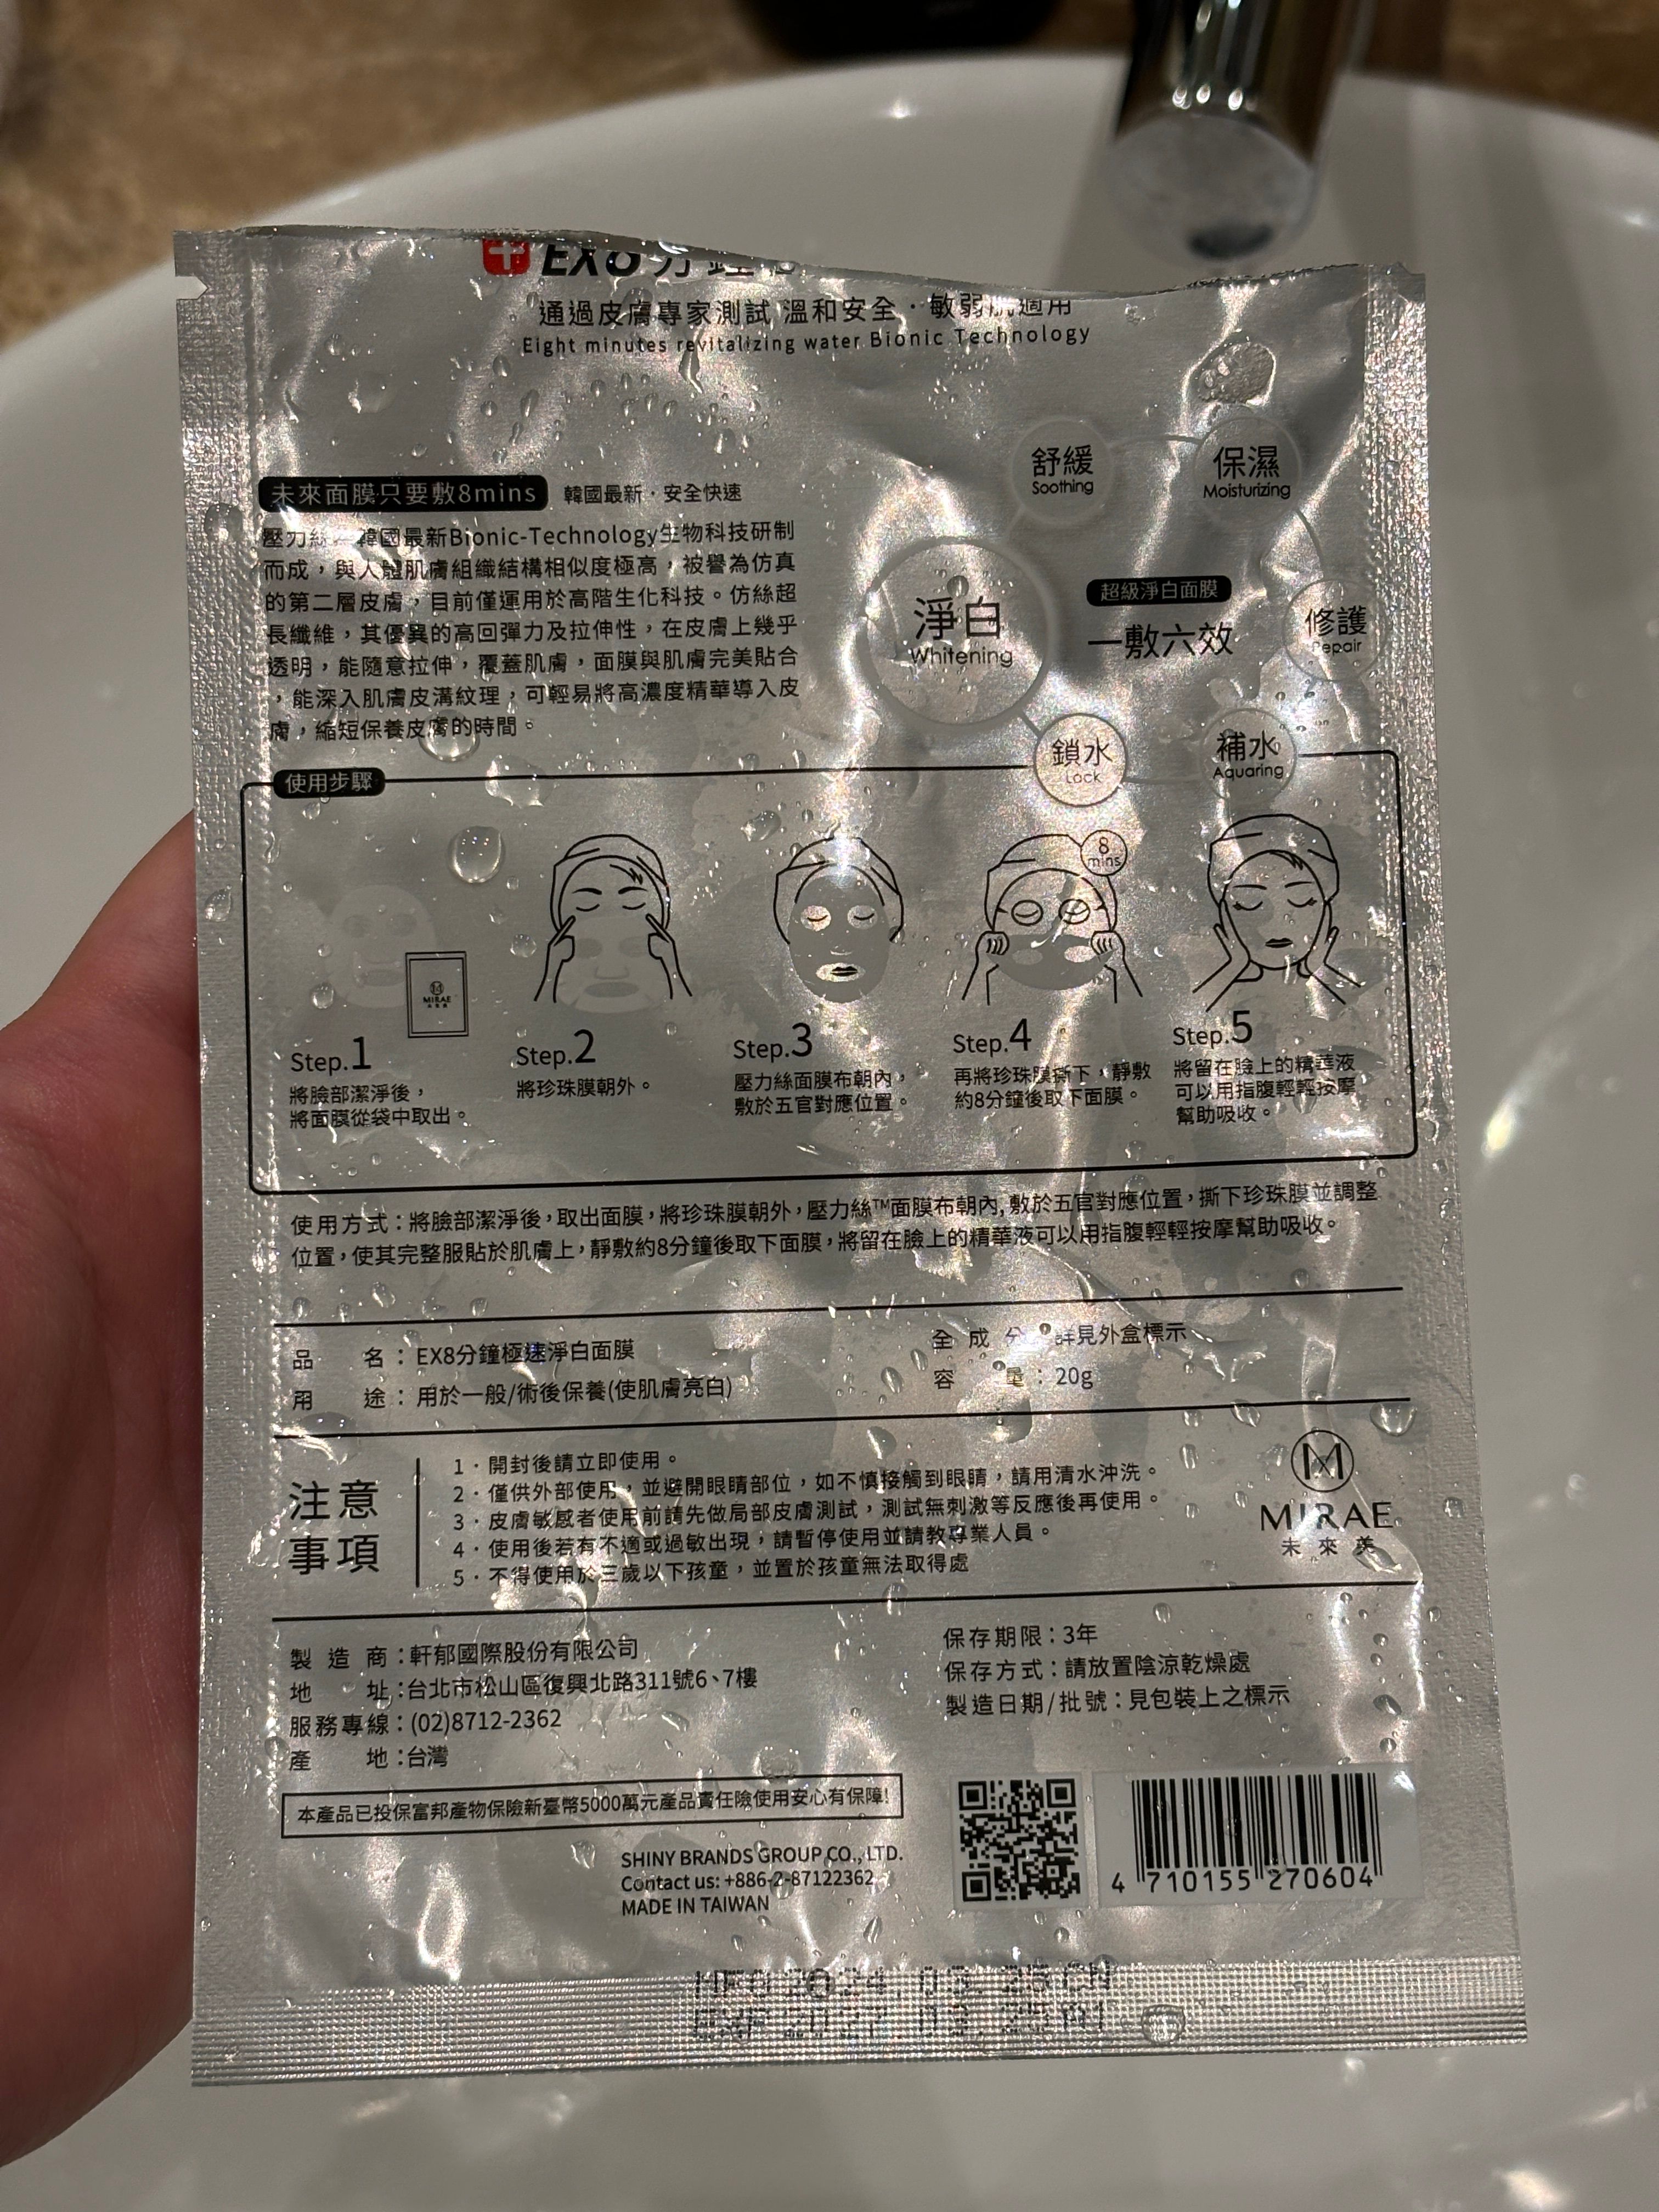 通過皮膚專家測試 溫和安全·敏弱肌適用
Eight minutes revitalizing water Bionic Technology
未來面膜只要敷8mins 韓國最新·安全快速
壓力絲 韓國最新Bionic-Technology生物科技研制
而成，與人體肌膚組織結構相似度極高，被譽為仿真
的第二層皮膚，目前僅運用於高階生化科技。仿絲超
長纖維，其優異的高回彈力及拉伸性，在皮膚上幾乎
透明，能隨意拉伸，覆蓋肌膚，面膜與肌膚完美貼合
，能深入肌膚皮溝紋理，可輕易將高濃度精華導入皮
膚，縮短保養皮膚的時間。
舒緩
Soothing
保濕
Moisturizing
淨白
Whitening
超級淨白面膜
一敷六效
修護
Repair
鎖水
Lock
補水
Aquaring
使用步驟
MIRAE
8
mins
Step.1
將臉部潔淨後，
將面膜從袋中取出。
Step.2
將珍珠膜朝外。
Step.3
壓力絲面膜布朝內，
敷於五官對應位置。
Step.4
再將珍珠膜撕下，靜敷
約8分鐘後取下面膜。
Step.5
將留在臉上的精華液
可以用指腹輕輕按摩
幫助吸收。
使用方式：將臉部潔淨後，取出面膜，將珍珠膜朝外，壓力絲™面膜布朝內，敷於五官對應位置，撕下珍珠膜並調整
位置，使其完整服貼於肌膚上，靜敷約8分鐘後取下面膜，將留在臉上的精華液可以用指腹輕輕按摩幫助吸收。
品 名：EX8分鐘極速淨白面膜
用 途：用於一般/術後保養(使肌膚亮白)
全成分：詳見外盒標示
容 量：20g
注意
事項
1·開封後請立即使用。
2·僅供外部使用，並避開眼睛部位，如不慎接觸到眼睛，請用清水沖洗。
3·皮膚敏感者使用前請先做局部皮膚測試，測試無刺激等反應後再使用。
4·使用後若有不適或過敏出現，請暫停使用並請教專業人員。
5·不得使用於三歲以下孩童，並置於孩童無法取得處
MIRAE
未來美
製造商：軒郁國際股份有限公司
地 址：台北市松山區復興北路311號6、7樓
服務專線：(02)8712-2362
產 地：台灣
保存期限：3年
保存方式：請放置陰涼乾燥處
製造日期/批號：見包裝上之標示
本產品已投保富邦產物保險新臺幣5000萬元產品責任險使用安心有保障!
SHINY BRANDS GROUP CO., LTD.
Contact us: +886-2-87122362
MADE IN TAIWAN
4 710155 270604